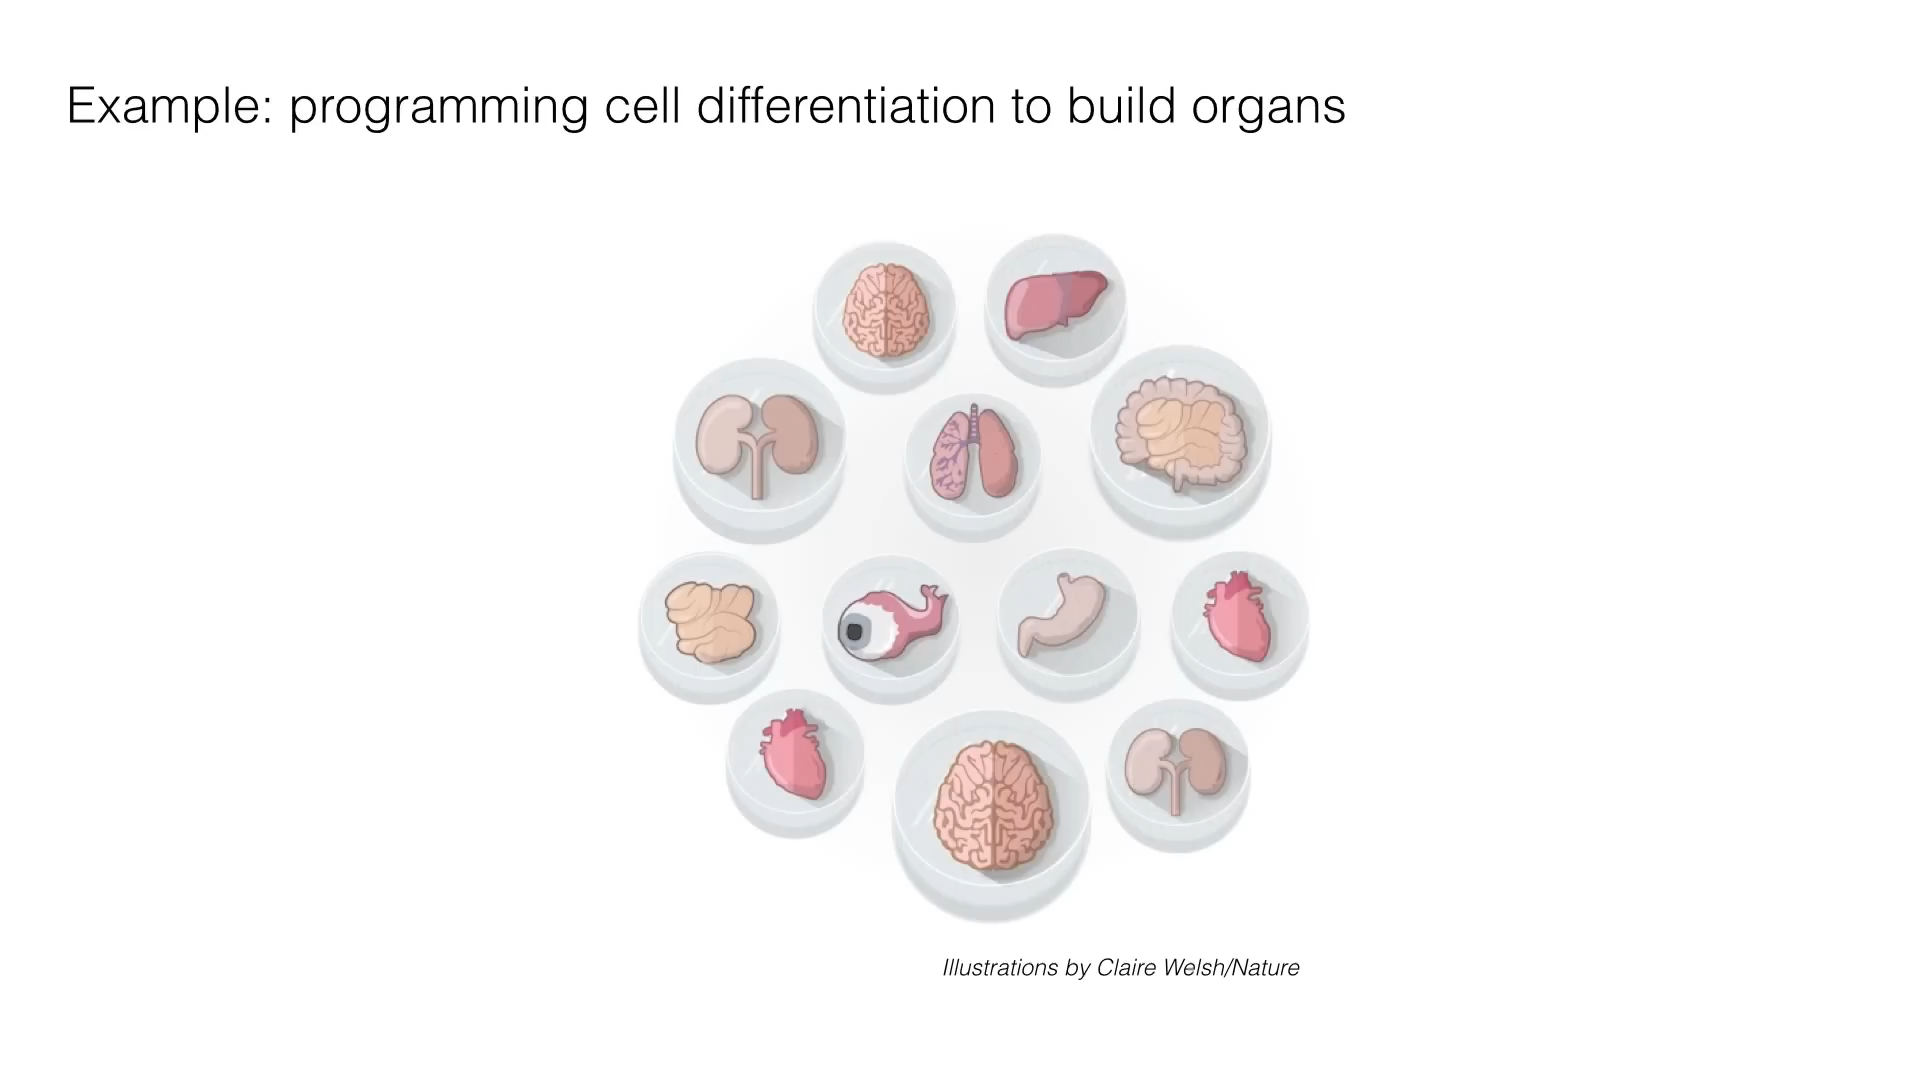 Example: programming cell differentiation to build organs
Illustrations by Claire Welsh/Nature